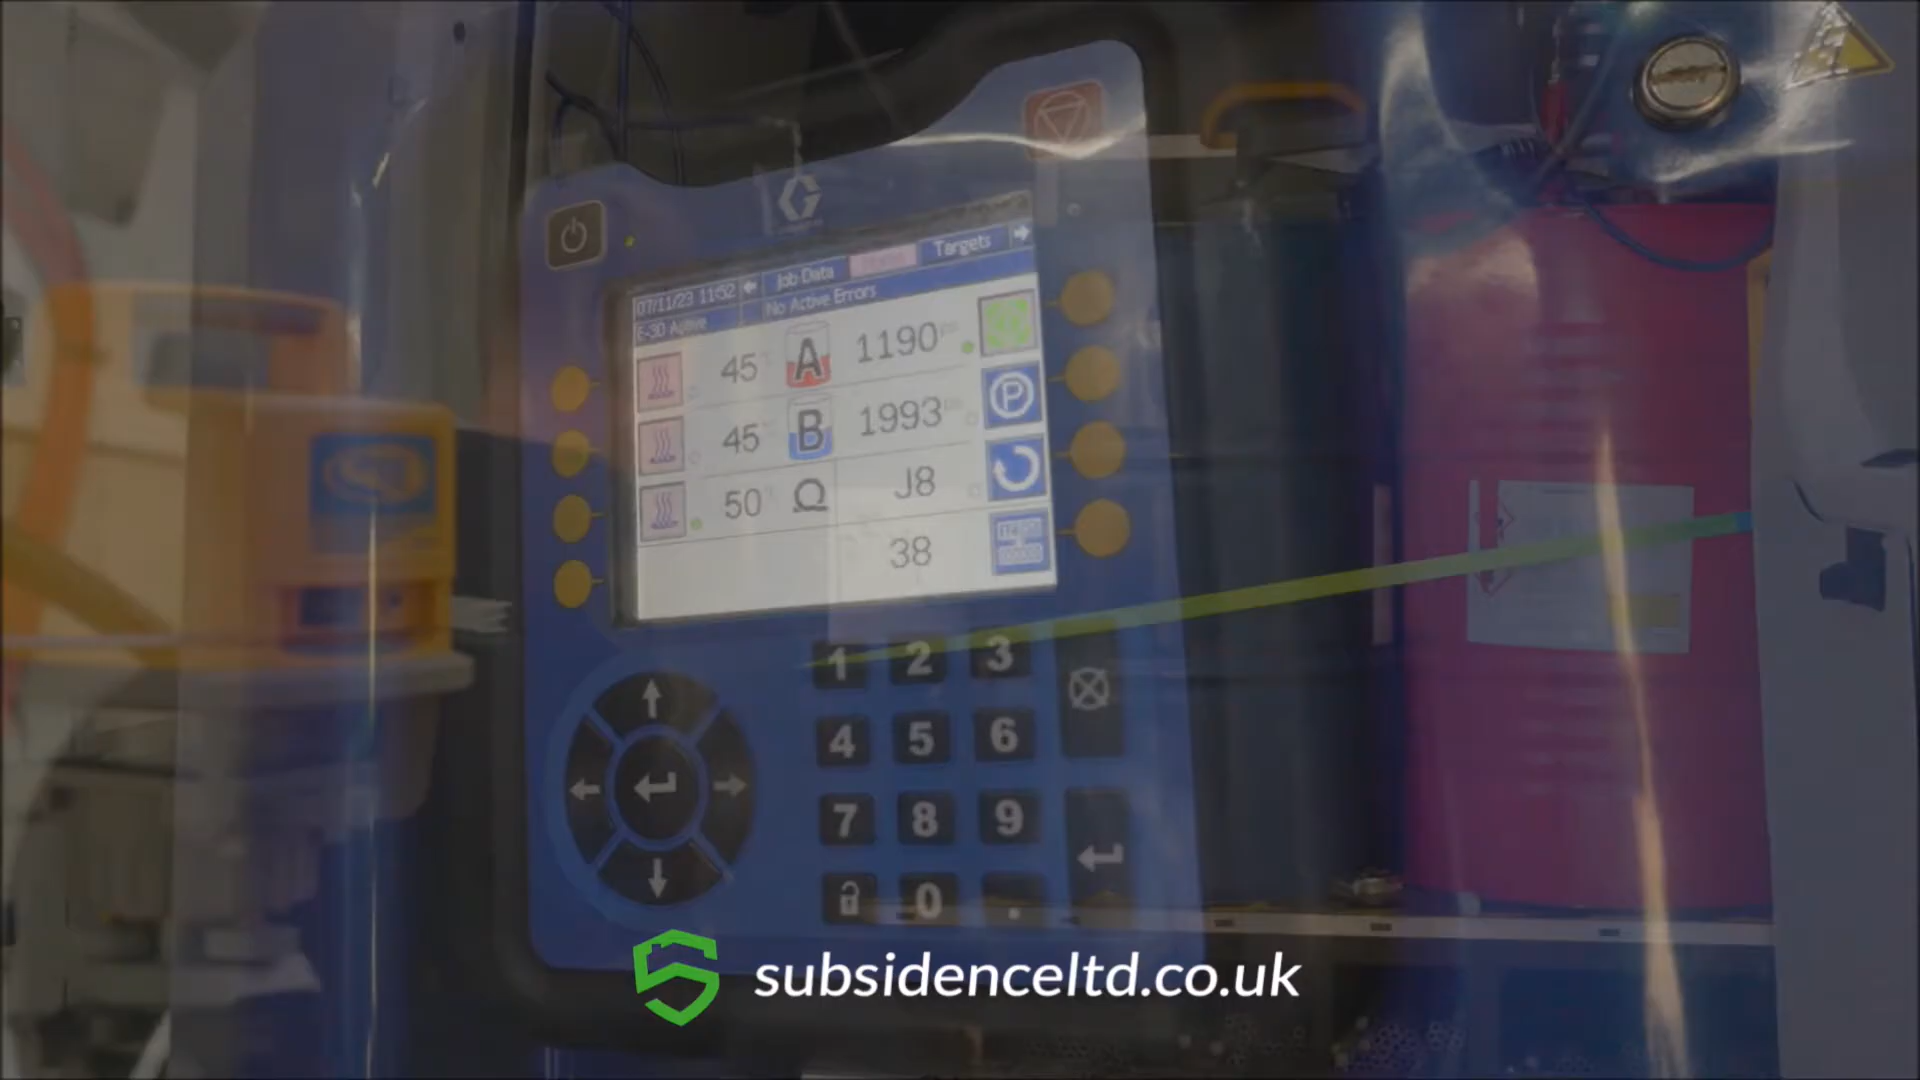 Job Data
Targets
07/11/23 11:52
No Active Errors
E-30 Active
45
A
1190
45
B
1993
50
J8
38
1 2 3
4 5 6
7 8 9
0 .
subsidenceltd.co.uk